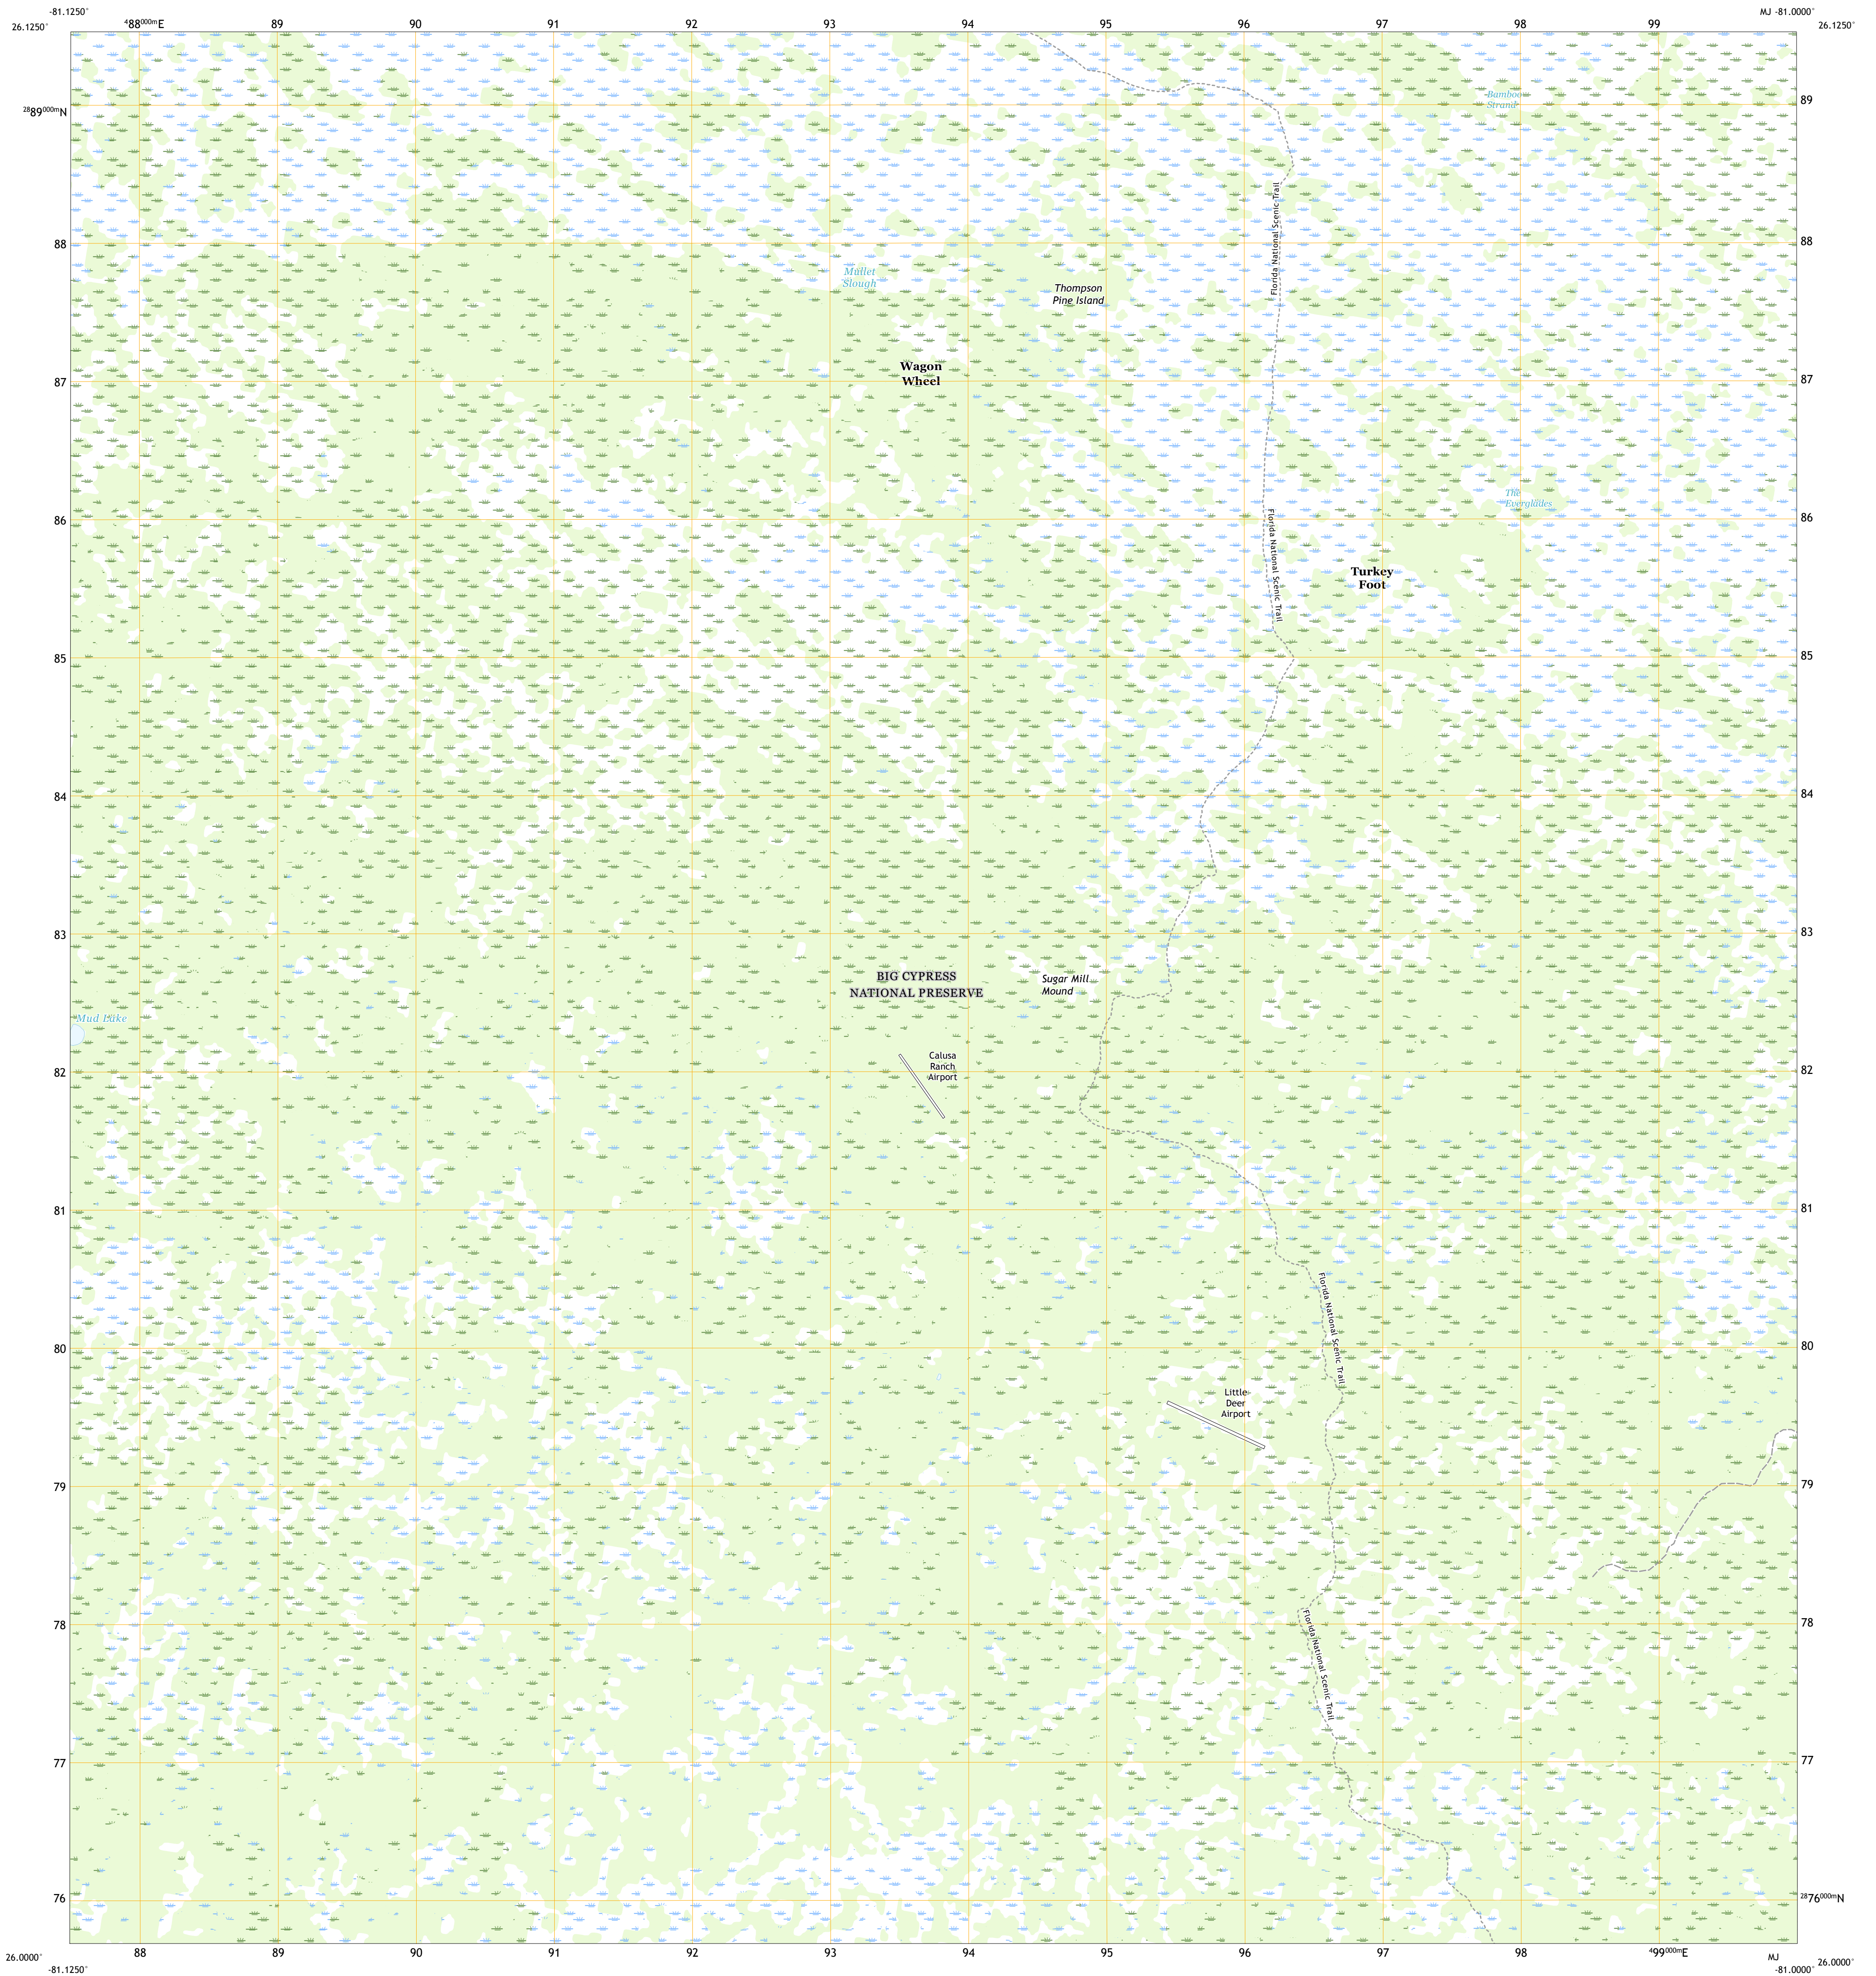 -81.1250°
MJ -81.0000°
26.1250°
⁴88⁰⁰⁰ᵐE 89 90 91 92 93 94 95 96 97 98 99
26.1250°
Bamboo
Strand
²⁸89⁰⁰⁰ᵐN
89
Florida National Scenic Trail
88
88
Mullet
Slough
Thompson
Pine Island
Wagon
Wheel
87
87
The
Everglades
86
86
Florida National Scenic Trail
Turkey
Foot
85
85
84
84
83
83
BIG CYPRESS
NATIONAL PRESERVE
Sugar Mill
Mound
Mud Lake
Calusa
Ranch
Airport
82
82
81
81
Florida National Scenic Trail
80
80
Little
Deer
Airport
79
79
78
78
Florida National Scenic Trail
77
77
76
²⁸76⁰⁰⁰ᵐN
26.0000°
88 89 90 91 92 93 94 95 96 97 98 ⁴99⁰⁰⁰ᵐE
MJ
26.0000°
-81.1250°
-81.0000°